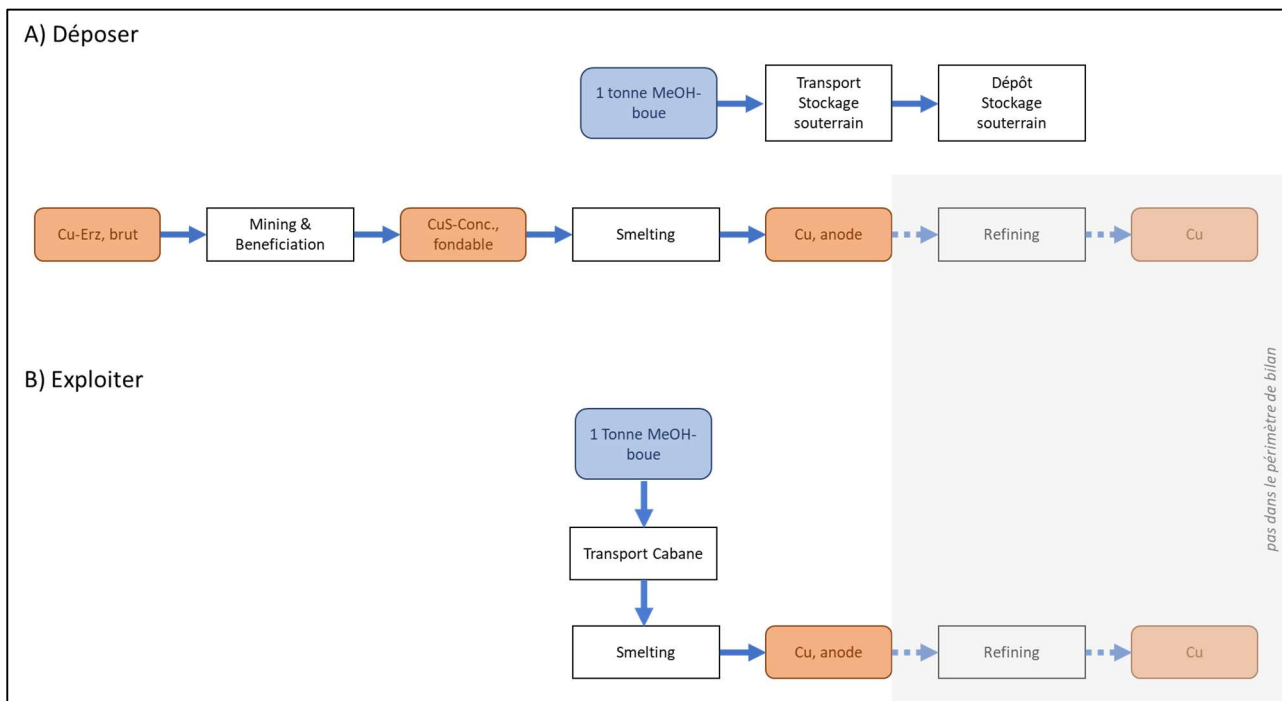 A) Déposer
1 tonne MeOH-
boue
Transport
Stockage
souterrain
Dépôt
Stockage
souterrain
Cu-Erz, brut
Mining &
Beneficiation
CuS-Conc.,
fondable
Smelting
Cu, anode
Refining
Cu
B) Exploiter
pas dans le périmètre de bilan
1 Tonne MeOH-
boue
Transport Cabane
Smelting
Cu, anode
Refining
Cu